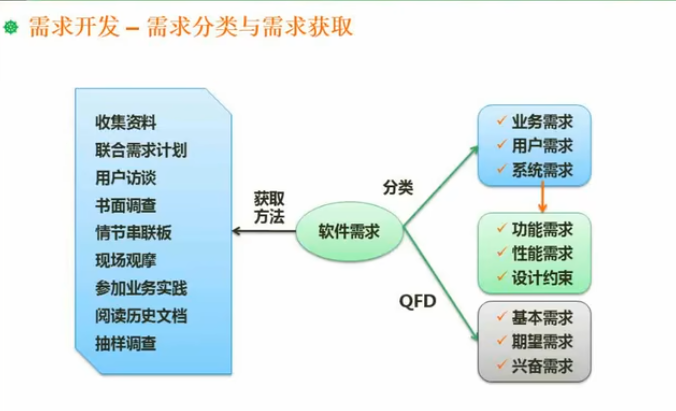 需求开发 – 需求分类与需求获取
收集资料
联合需求计划
用户访谈
书面调查
情节串联板
现场观摩
参加业务实践
阅读历史文档
抽样调查
获取
方法
软件需求
分类
QFD
业务需求
用户需求
系统需求
功能需求
性能需求
设计约束
基本需求
期望需求
兴奋需求